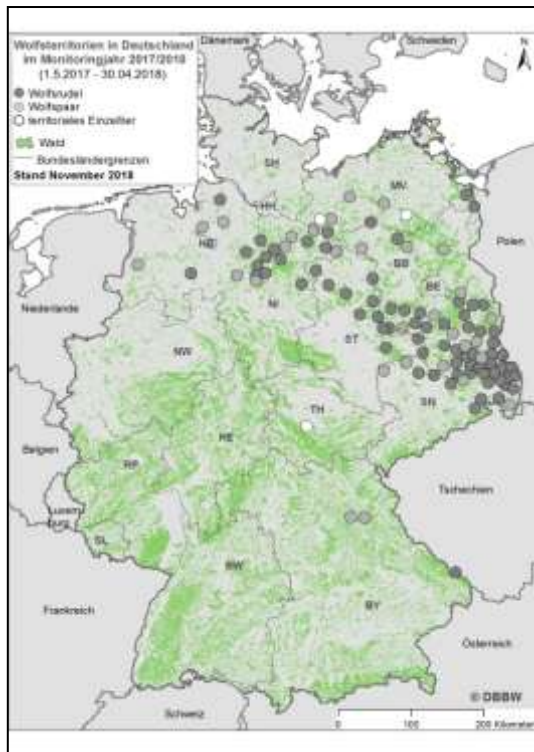 Wolfsterritorien in Deutschland
im Monitoringjahr 2017/2018
(1.5.2017 - 30.04.2018)
Wolfsrudel
Wolfspaar
territoriales Einzeltier
Wald
Bundesländergrenzen
Stand November 2018
Dänemark
Schweden
N
SH
MV
HH
HB
Polen
BB
BE
Niederlande
NI
ST
NW
SN
TH
HE
Belgien
RP
Tschechien
Luxem
burg
SL
BW
BY
Frankreich
Österreich
Schweiz
© DBBW
0 100 200 Kilometer